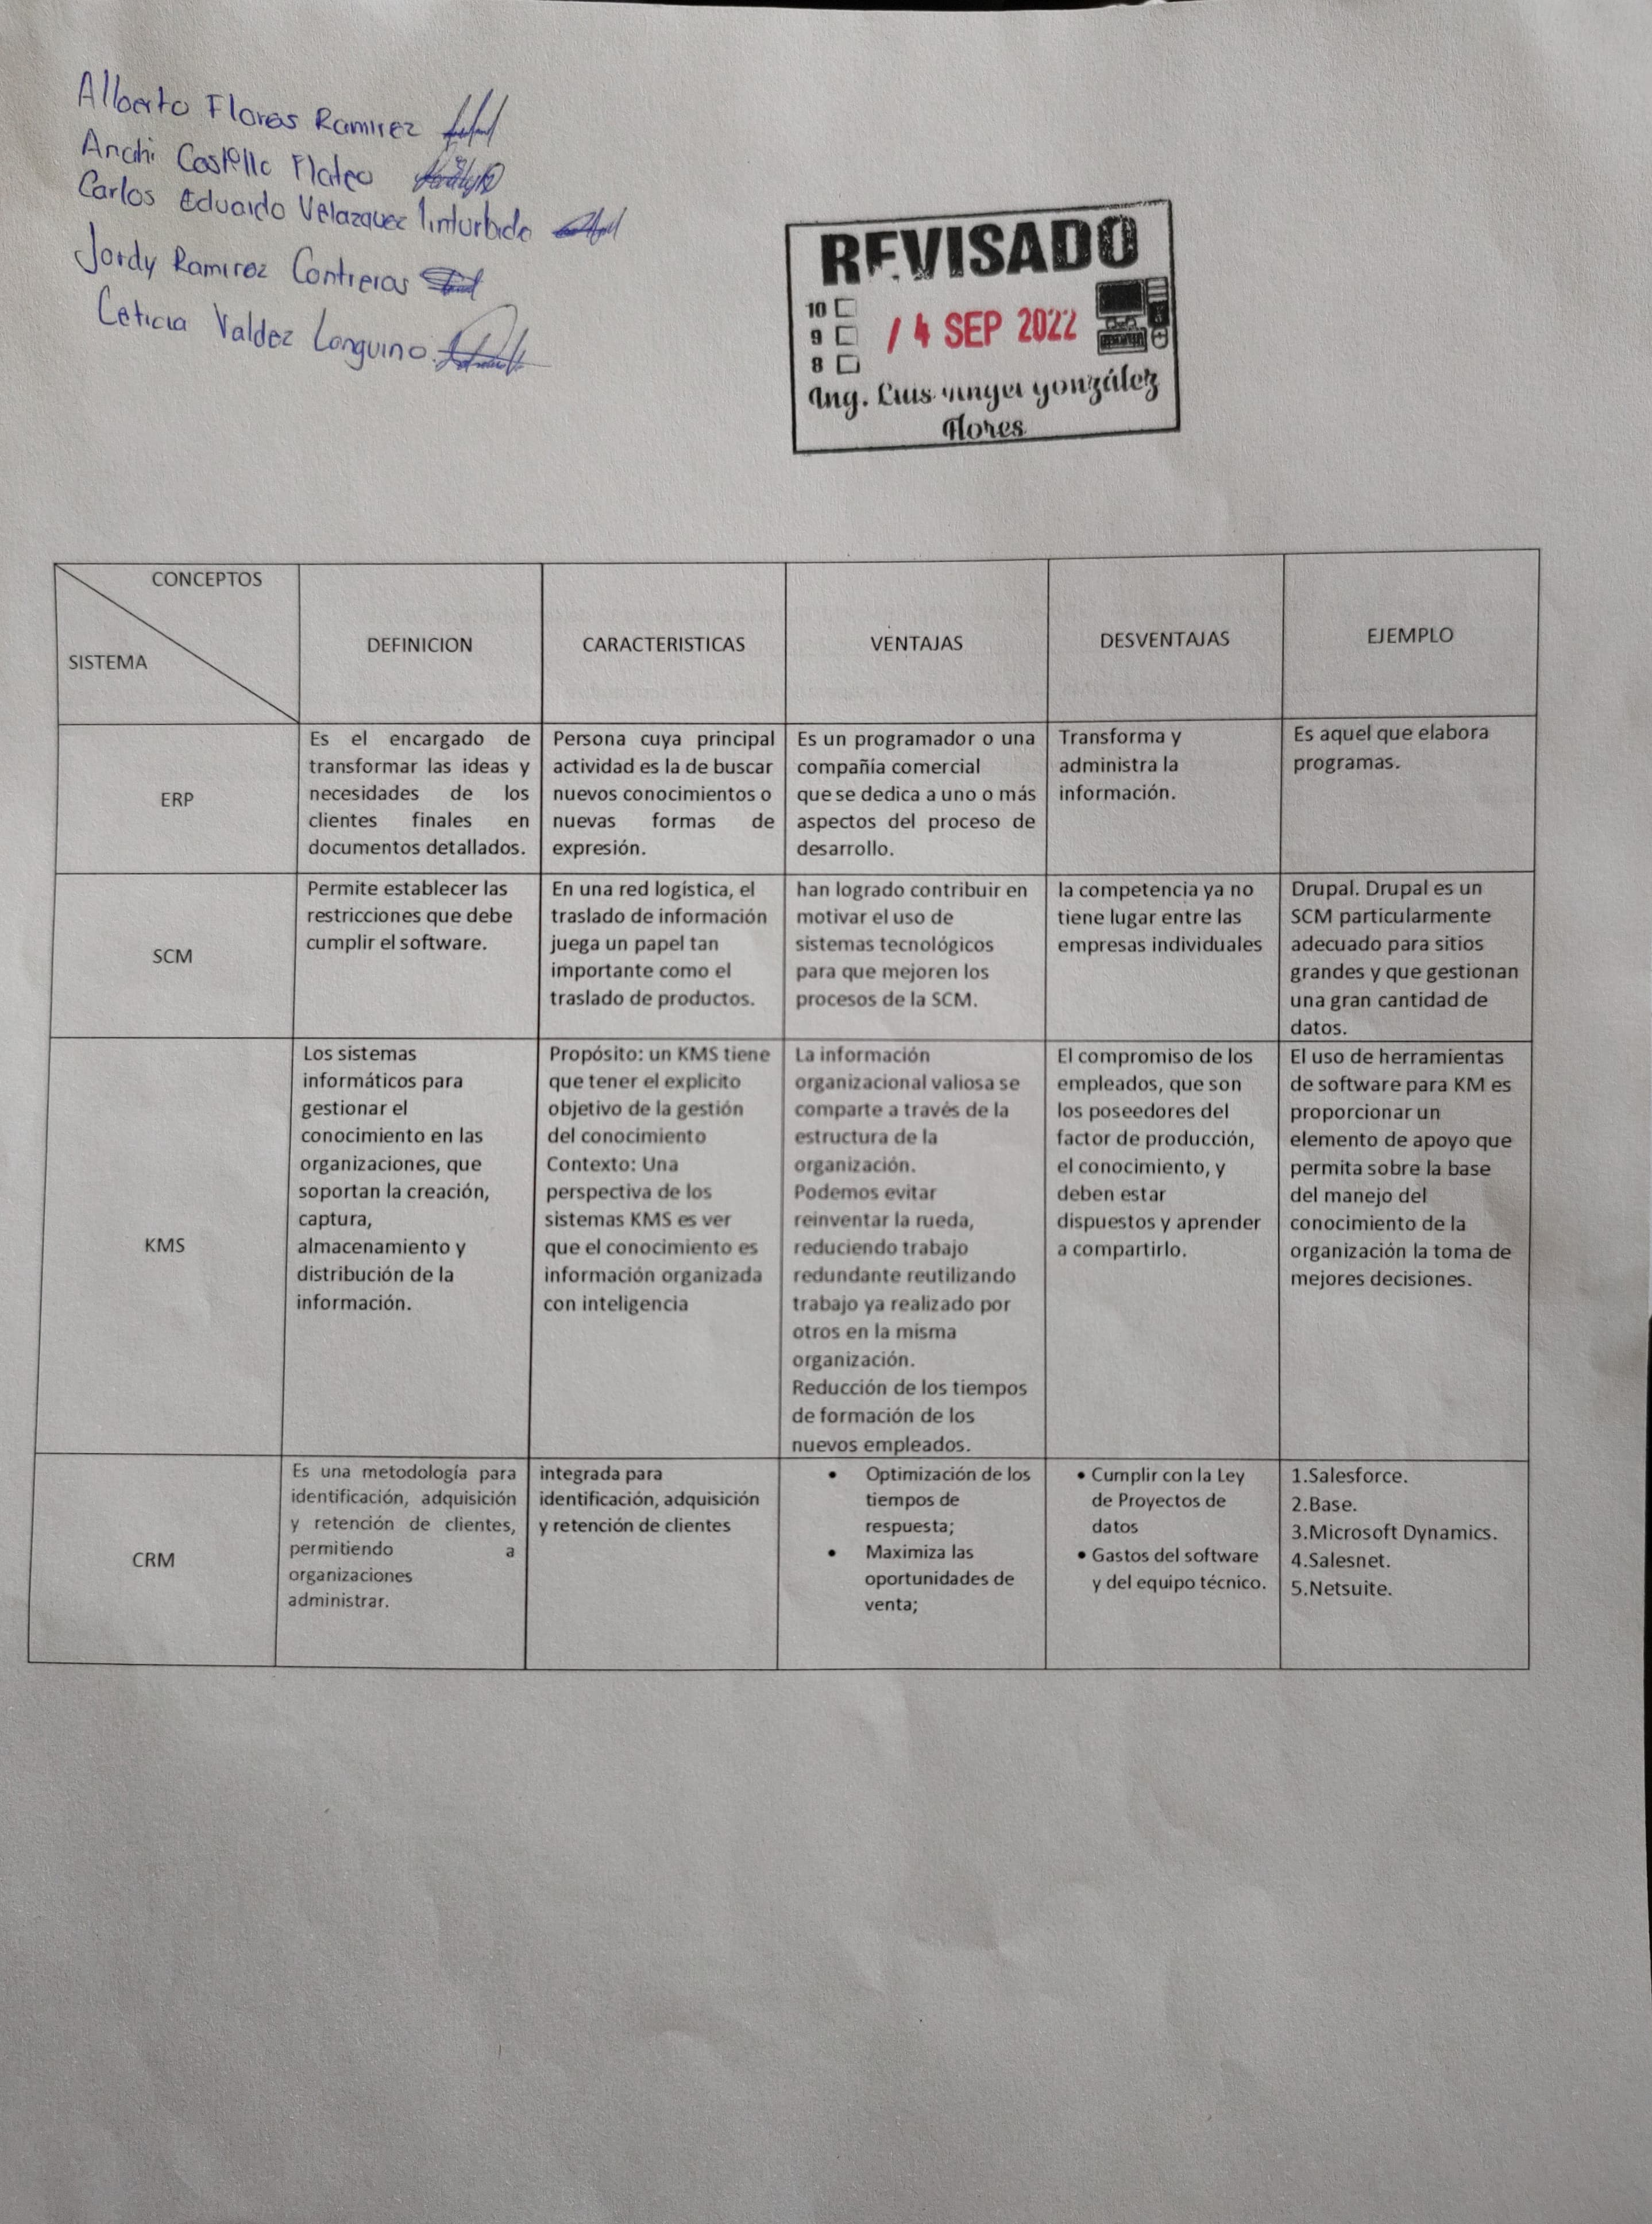 Alberto Flores Ramirez
Anahi Castillo Mateo
Carlos Eduardo Velazquez
Jordy Ramirez Contreras
Leticia Valdez Longuino.
REVISADO
10
9
8
14 SEP 2022
Ing. Luis Angel González
Flores
CONCEPTOS
SISTEMA
DEFINICION
CARACTERISTICAS
VENTAJAS
DESVENTAJAS
EJEMPLO
ERP
Es el encargado de
transformar las ideas y
necesidades de los
clientes finales en
documentos detallados.
Persona cuya principal
actividad es la de buscar
nuevos conocimientos o
nuevas formas de
expresión.
Es un programador o una
compañía comercial
que se dedica a uno o más
aspectos del proceso de
desarrollo.
Transforma y
administra la
información.
Es aquel que elabora
programas.
SCM
Permite establecer las
restricciones que debe
cumplir el software.
En una red logística, el
traslado de información
juega un papel tan
importante como el
traslado de productos.
han logrado contribuir en
motivar el uso de
sistemas tecnológicos
para que mejoren los
procesos de la SCM.
la competencia ya no
tiene lugar entre las
empresas individuales
Drupal. Drupal es un
SCM particularmente
adecuado para sitios
grandes y que gestionan
una gran cantidad de
datos.
KMS
Los sistemas
informáticos para
gestionar el
conocimiento en las
organizaciones, que
soportan la creación,
captura,
almacenamiento y
distribución de la
información.
Propósito: un KMS tiene
que tener el explicito
objetivo de la gestión
del conocimiento
Contexto: Una
perspectiva de los
sistemas KMS es ver
que el conocimiento es
información organizada
con inteligencia
La información
organizacional valiosa se
comparte a través de la
estructura de la
organización.
Podemos evitar
reinventar la rueda,
reduciendo trabajo
redundante reutilizando
trabajo ya realizado por
otros en la misma
organización.
Reducción de los tiempos
de formación de los
nuevos empleados.
El compromiso de los
empleados, que son
los poseedores del
factor de producción,
el conocimiento, y
deben estar
dispuestos y aprender
a compartirlo.
El uso de herramientas
de software para KM es
proporcionar un
elemento de apoyo que
permita sobre la base
del manejo del
conocimiento de la
organización la toma de
mejores decisiones.
CRM
Es una metodología para
identificación, adquisición
y retención de clientes,
permitiendo a
organizaciones
administrar.
integrada para
identificación, adquisición
y retención de clientes
• Optimización de los
tiempos de
respuesta;
• Maximiza las
oportunidades de
venta;
• Cumplir con la Ley
de Proyectos de
datos
• Gastos del software
y del equipo técnico.
1.Salesforce.
2.Base.
3.Microsoft Dynamics.
4.Salesnet.
5.Netsuite.